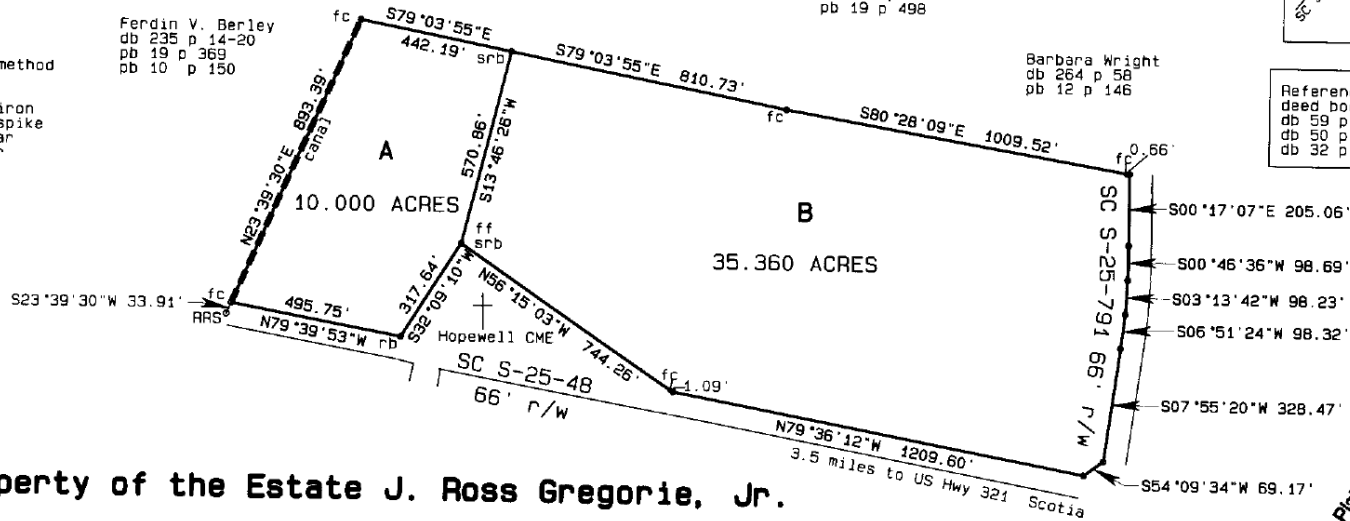 pb 19 p 498
Ferdin V. Berley
db 235 p 14-20
pb 19 p 369
pb 10 p 150
method
iron
spike
fc
S79°03'55"E
442.19'
srb
S79°03'55"E 810.73'
fc
Barbara Wright
db 264 p 58
pb 12 p 146
S80°28'09"E 1009.52'
fc
0.66'
SC
Referen
deed bo
db 59 p
db 50 p
db 32 p
N23°39'30"E 893.39'
canal
A
10.000 ACRES
570.86'
S13°46'26"W
ff
srb
B
35.360 ACRES
SC S-25-791 66' r/w
S00°17'07"E 205.06'
S00°46'36"W 98.69'
S03°13'42"W 98.23'
S06°51'24"W 98.32'
S07°55'20"W 328.47'
S54°09'34"W 69.17'
S23°39'30"W 33.91'
fc
RRS
495.75'
N79°39'53"W
rb
317.64'
S32°09'10"W
N56°15'03"W 744.26'
Hopewell CME
fc
1.09'
SC S-25-48
66' r/w
N79°36'12"W 1209.60'
3.5 miles to US Hwy 321 Scotia
perty of the Estate J. Ross Gregorie, Jr.